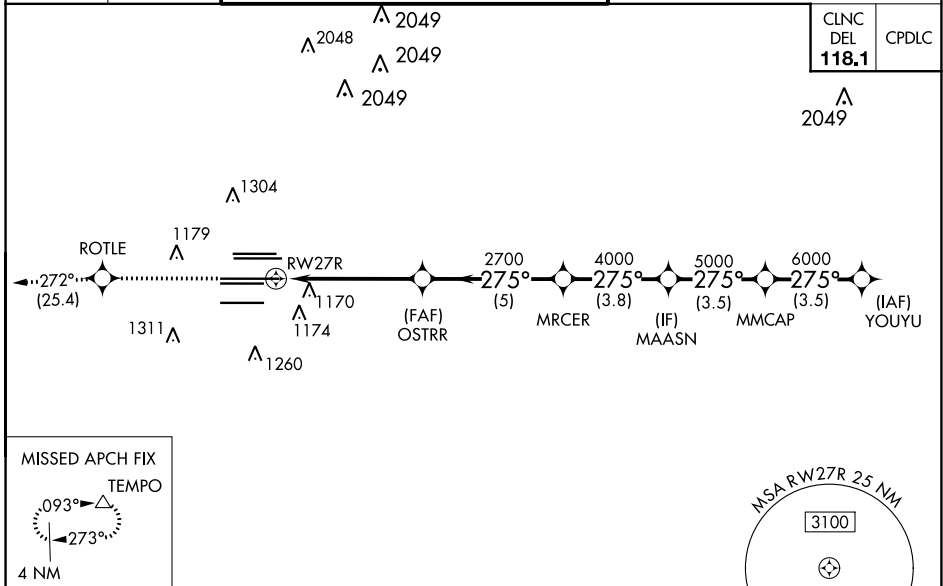 2049
2048
2049
2049
CLNC
DEL
118.1
CPDLC
2049
1304
1179
ROTLE
RW27R
272°
(25.4)
1170
1174
1311
1260
(FAF)
OSTRR
2700
275°
(5)
MRCER
4000
275°
(3.8)
(IF)
MAASN
5000
275°
(3.5)
MMCAP
6000
275°
(3.5)
(IAF)
YOUYU
MISSED APCH FIX
TEMPO
093°
273°
4 NM
MSA RW27R 25 NM
3100